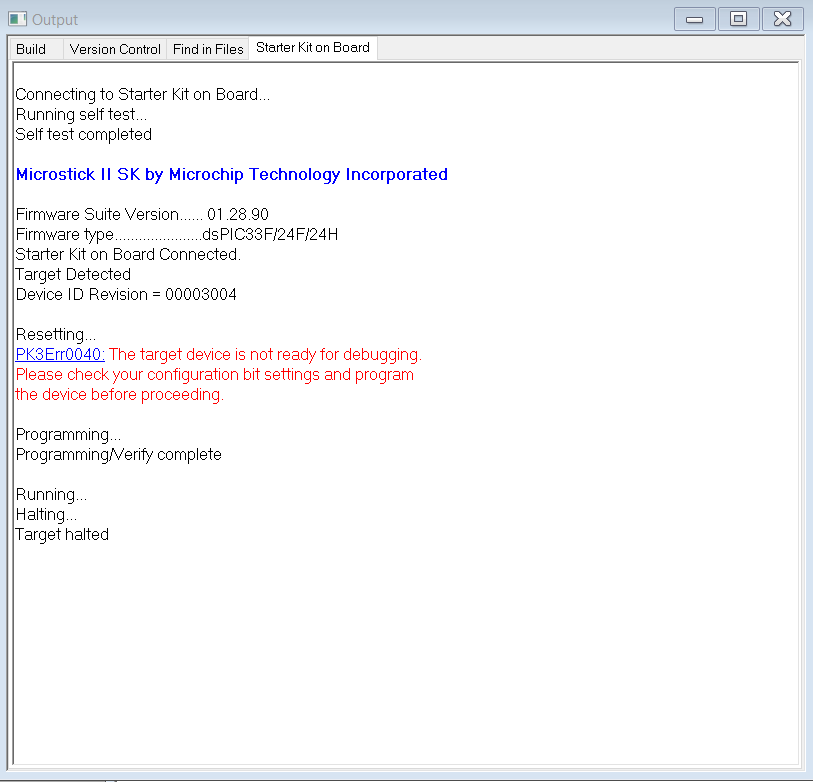 Output
Build Version Control Find in Files Starter Kit on Board
Connecting to Starter Kit on Board...
Running self test...
Self test completed
Microstick II SK by Microchip Technology Incorporated
Firmware Suite Version...... 01.28.90
Firmware type......................dsPIC33F/24F/24H
Starter Kit on Board Connected.
Target Detected
Device ID Revision = 00003004
Resetting...
PK3Err0040: The target device is not ready for debugging.
Please check your configuration bit settings and program
the device before proceeding.
Programming...
Programming/Verify complete
Running...
Halting...
Target halted